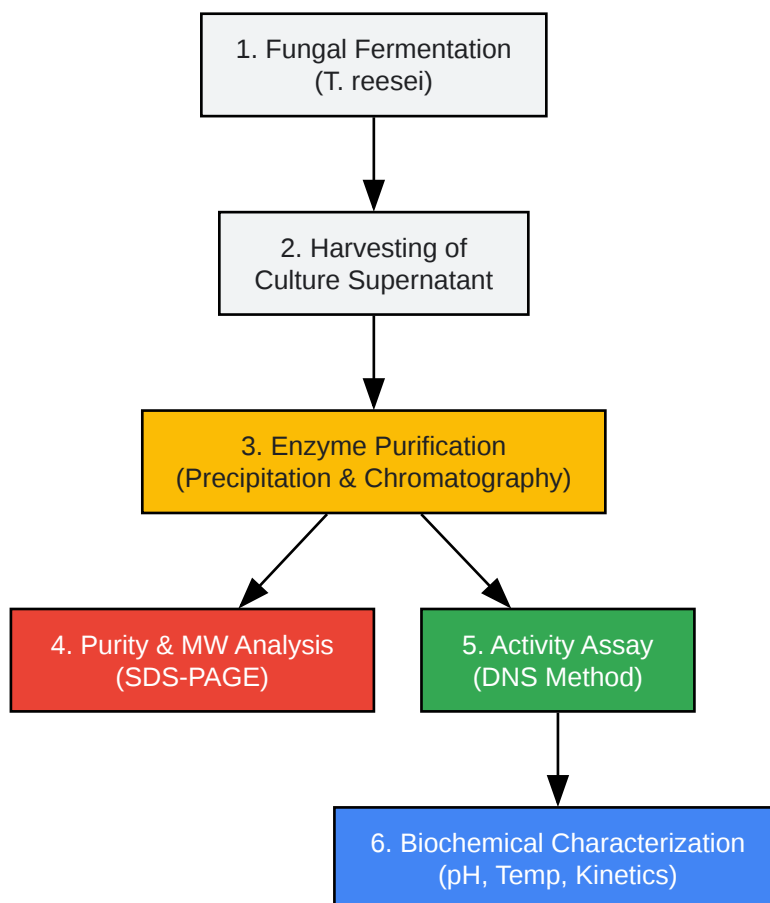 1. Fungal Fermentation
(T. reesei)
2. Harvesting of
Culture Supernatant
3. Enzyme Purification
(Precipitation & Chromatography)
4. Purity & MW Analysis
(SDS-PAGE)
5. Activity Assay
(DNS Method)
6. Biochemical Characterization
(pH, Temp, Kinetics)